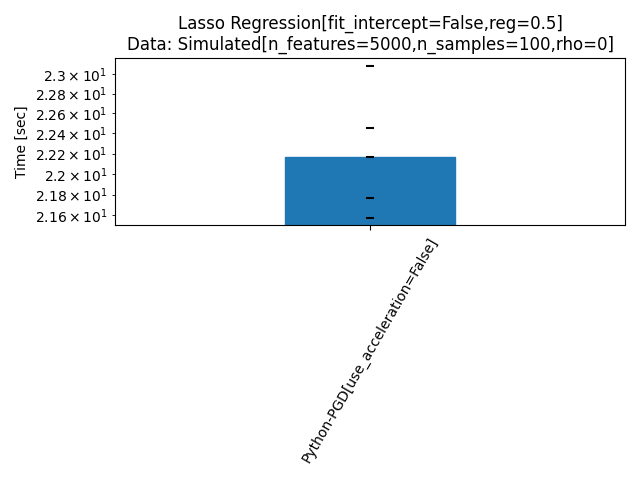 Lasso Regression[fit_intercept=False,reg=0.5]
Data: Simulated[n_features=5000,n_samples=100,rho=0]
Time [sec]
2.3 × 10¹
2.28 × 10¹
2.26 × 10¹
2.24 × 10¹
2.22 × 10¹
2.2 × 10¹
2.18 × 10¹
2.16 × 10¹
Python-PGD[use_acceleration=False]